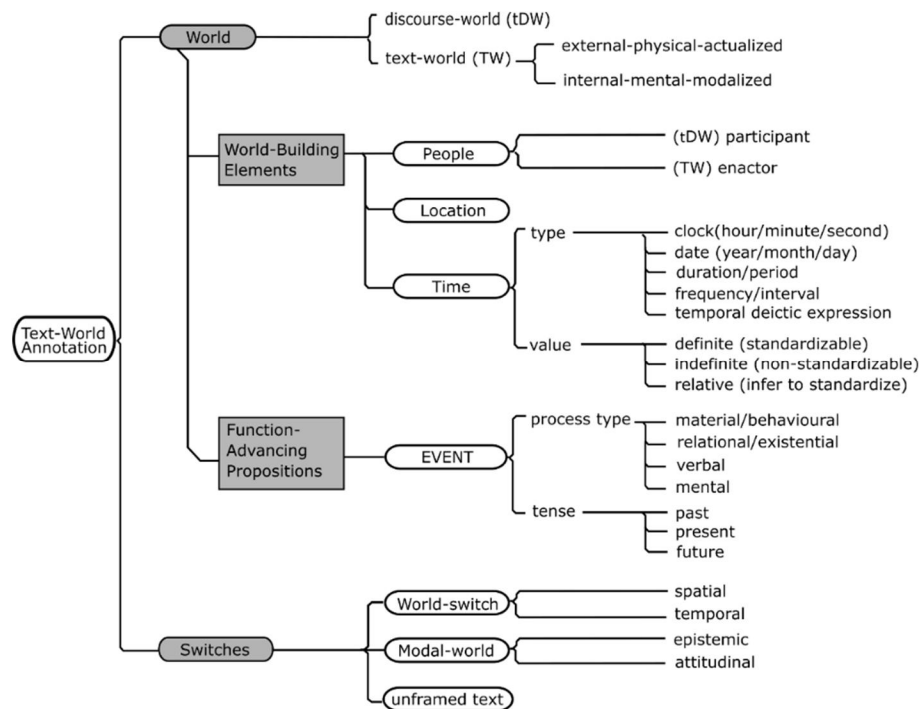 World
discourse-world (tDW)
text-world (TW)
external-physical-actualized
internal-mental-modalized
World-Building
Elements
People
(tDW) participant
(TW) enactor
Location
Time
type
clock(hour/minute/second)
date (year/month/day)
duration/period
frequency/interval
temporal deictic expression
value
definite (standardizable)
indefinite (non-standardizable)
relative (infer to standardize)
Text-World
Annotation
Function-
Advancing
Propositions
EVENT
process type
material/behavioural
relational/existential
verbal
mental
tense
past
present
future
Switches
World-switch
spatial
temporal
Modal-world
epistemic
attitudinal
unframed text